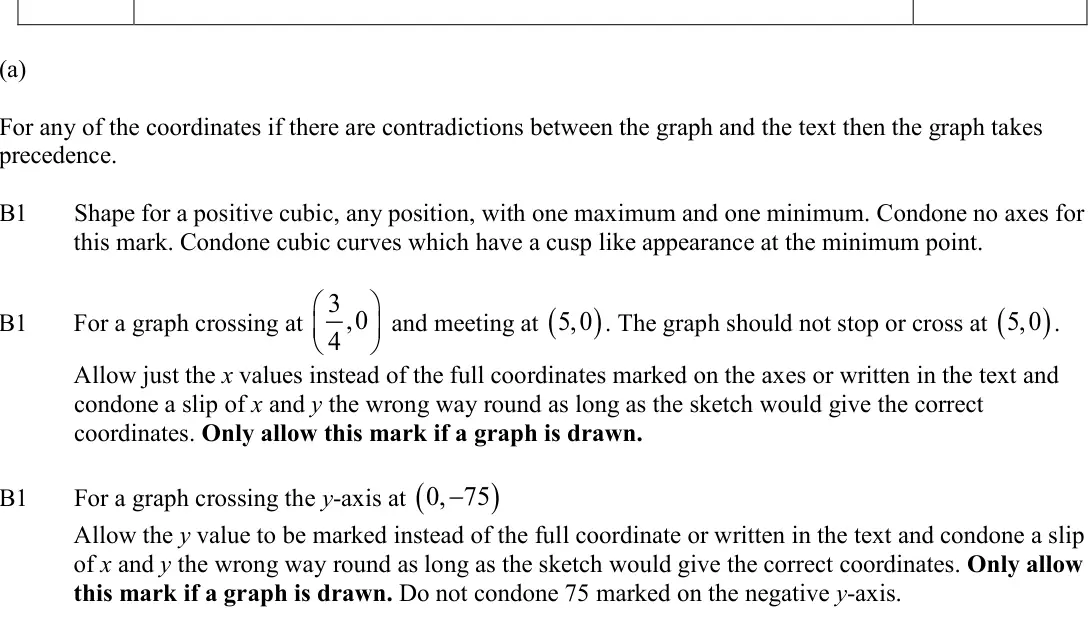 (a)
For any of the coordinates if there are contradictions between the graph and the text then the graph takes
precedence.
B1 Shape for a positive cubic, any position, with one maximum and one minimum. Condone no axes for
this mark. Condone cubic curves which have a cusp like appearance at the minimum point.
B1 For a graph crossing at (3/4, 0) and meeting at (5,0). The graph should not stop or cross at (5,0).
Allow just the x values instead of the full coordinates marked on the axes or written in the text and
condone a slip of x and y the wrong way round as long as the sketch would give the correct
coordinates. Only allow this mark if a graph is drawn.
B1 For a graph crossing the y-axis at (0,−75)
Allow the y value to be marked instead of the full coordinate or written in the text and condone a slip
of x and y the wrong way round as long as the sketch would give the correct coordinates. Only allow
this mark if a graph is drawn. Do not condone 75 marked on the negative y-axis.